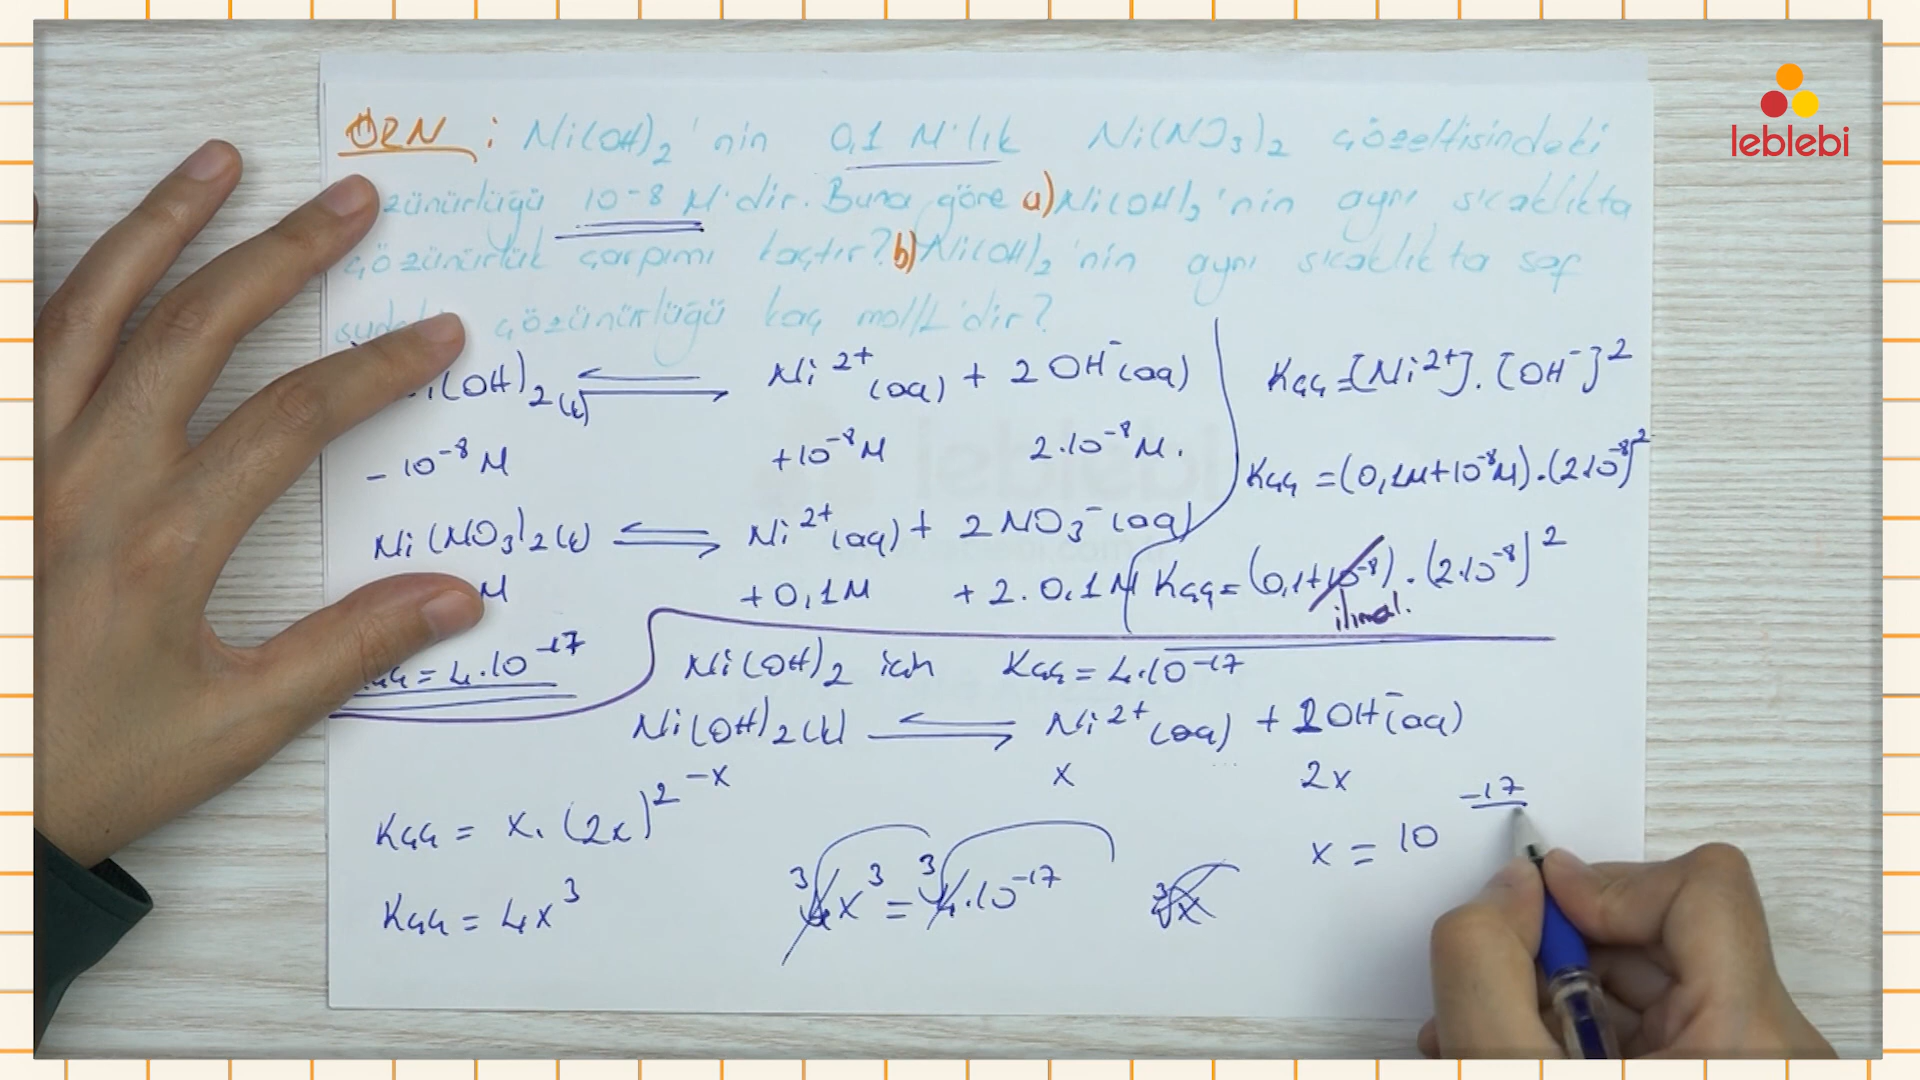 leblebi
ÖRN : Ni(OH)₂'nin 0,1 M'lık Ni(NO₃)₂ çözeltisindeki
zünürlüğü 10⁻⁸ M'dir. Buna göre a) Ni(OH)₂'nin aynı sıcaklıkta
çözünürlük çarpımı kaçtır? b) Ni(OH)₂'nin aynı sıcaklıkta saf
çözünürlüğü kaç mol/L'dir?
i(OH)₂(k) ⇌ Ni²⁺(aq) + 2OH⁻(aq)
Kçç = [Ni²⁺].[OH⁻]²
- 10⁻⁸ M +10⁻⁸ M 2.10⁻⁸ M.
Kçç = (0,1M+10⁻⁸M).(2.10⁻⁸)²
Ni(NO₃)₂(k) ⇌ Ni²⁺(aq) + 2NO₃⁻(aq)
M +0,1M +2.0,1M
Kçç = (0,1+10⁻⁸).(2.10⁻⁸)²
ihmal.
= 4.10⁻¹⁷
Ni(OH)₂ için Kçç = 4.10⁻¹⁷
Ni(OH)₂(k) ⇌ Ni²⁺(aq) + 2OH⁻(aq)
-x x 2x
Kçç = x.(2x)²
Kçç = 4x³
³√4x³ = ³√4.10⁻¹⁷
³√x
x = 10⁻¹⁷